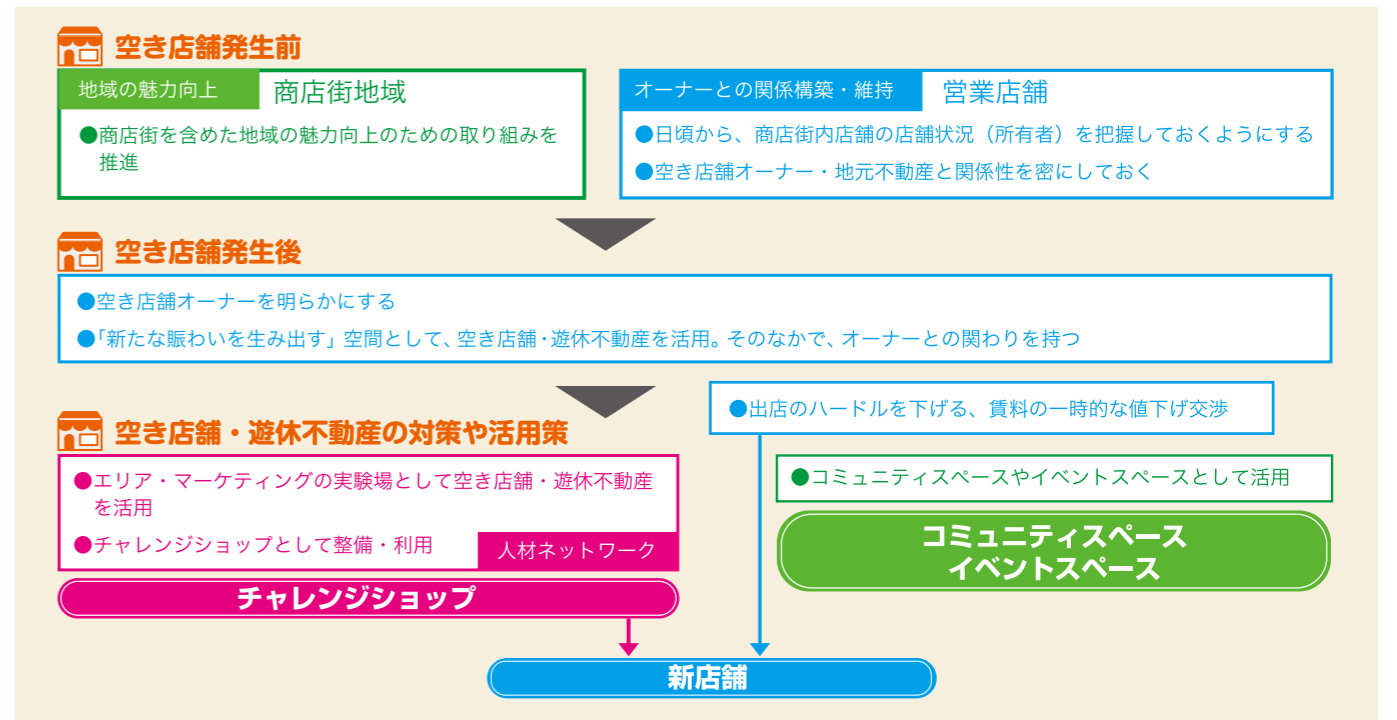 空き店舗発生前
地域の魅力向上
商店街地域
●商店街を含めた地域の魅力向上のための取り組みを
推進
オーナーとの関係構築・維持
営業店舗
●日頃から、商店街内店舗の店舗状況（所有者）を把握しておくようにする
●空き店舗オーナー・地元不動産と関係性を密にしておく
空き店舗発生後
●空き店舗オーナーを明らかにする
●「新たな賑わいを生み出す」空間として、空き店舗・遊休不動産を活用。そのなかで、オーナーとの関わりを持つ
空き店舗・遊休不動産の対策や活用策
●エリア・マーケティングの実験場として空き店舗・遊休不動産
を活用
●チャレンジショップとして整備・利用
人材ネットワーク
チャレンジショップ
●出店のハードルを下げる、賃料の一時的な値下げ交渉
●コミュニティスペースやイベントスペースとして活用
コミュニティスペース
イベントスペース
新店舗